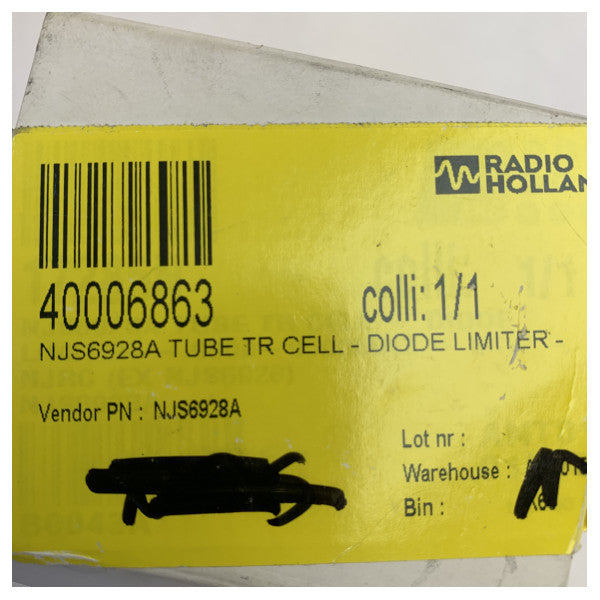 RADIO
HOLLAN
40006863
colli: 1/1
NJS6928A TUBE TR CELL - DIODE LIMITER -
Vendor PN : NJS6928A
Lot nr :
Warehouse :
Bin :